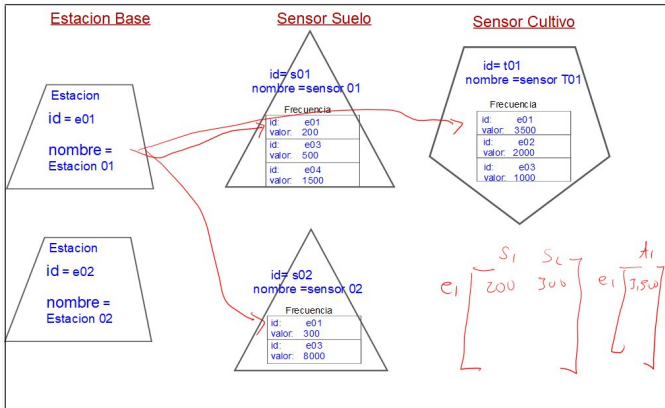 Estacion Base
Sensor Suelo
Sensor Cultivo
Estacion
id = e01
nombre =
Estacion 01
id= s01
nombre =sensor 01
Frecuencia
id: e01
valor: 200
id: e03
valor: 500
id: e04
valor: 1500
id= t01
nombre =sensor T01
Frecuencia
id: e01
valor: 3500
id: e02
valor: 2000
id: e03
valor: 1000
Estacion
id = e02
nombre =
Estacion 02
id= s02
nombre =sensor 02
Frecuencia
id: e01
valor: 300
id: e03
valor: 8000
S1 S2
e1 200 300
e1 3,500